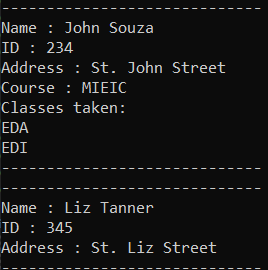 -----------------------------
Name : John Souza
ID : 234
Address : St. John Street
Course : MIEIC
Classes taken:
EDA
EDI
-----------------------------
-----------------------------
Name : Liz Tanner
ID : 345
Address : St. Liz Street
-----------------------------